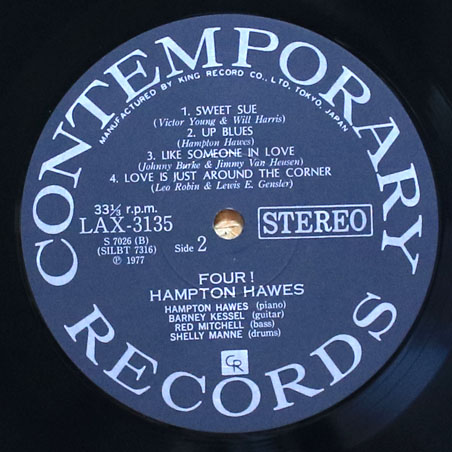 CONTEMPORARY
MANUFACTURED BY KING RECORD CO., LTD. TOKYO, JAPAN
1. SWEET SUE
(Victor Young & Will Harris)
2. UP BLUES
(Hampton Hawes)
3. LIKE SOMEONE IN LOVE
(Johnny Burke & Jimmy Van Heusen)
4. LOVE IS JUST AROUND THE CORNER
(Leo Robin & Lewis E. Gensler)
33⅓ r.p.m.
LAX-3135
S 7026 (B)
(SILBT 7316)
Ⓟ 1977
Side 2
STEREO
FOUR!
HAMPTON HAWES
HAMPTON HAWES (piano)
BARNEY KESSEL (guitar)
RED MITCHELL (bass)
SHELLY MANNE (drums)
CR
RECORDS